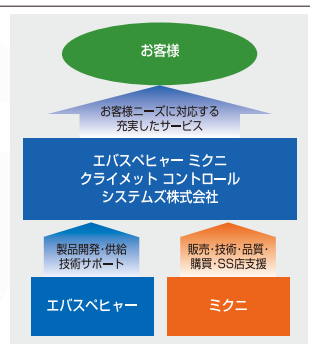 お客様
お客様ニーズに対応する
充実したサービス
エバスペヒャー ミクニ
クライメット コントロール
システムズ株式会社
製品開発・供給
技術サポート
販売・技術・品質・
購買・SS店支援
エバスペヒャー
ミクニ